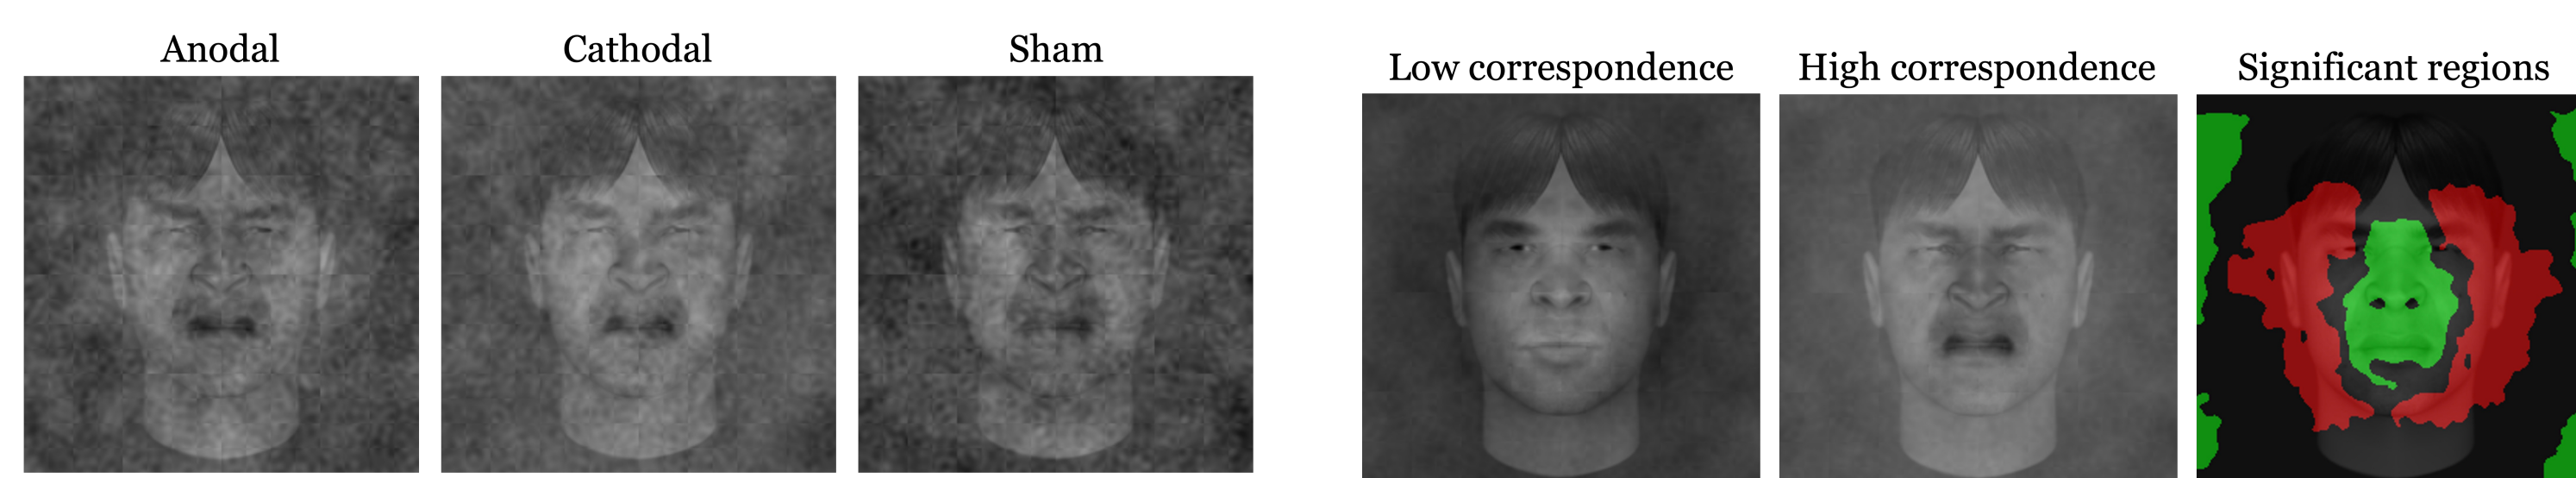 Anodal
Cathodal
Sham
Low correspondence
High correspondence
Significant regions